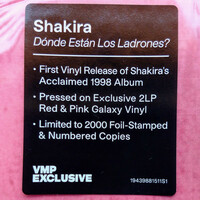 Shakira
Dónde Están Los Ladrones?
• First Vinyl Release of Shakira's
Acclaimed 1998 Album
• Pressed on Exclusive 2LP
Red & Pink Galaxy Vinyl
• Limited to 2000 Foil-Stamped
& Numbered Copies
VMP
EXCLUSIVE
19439881511S1